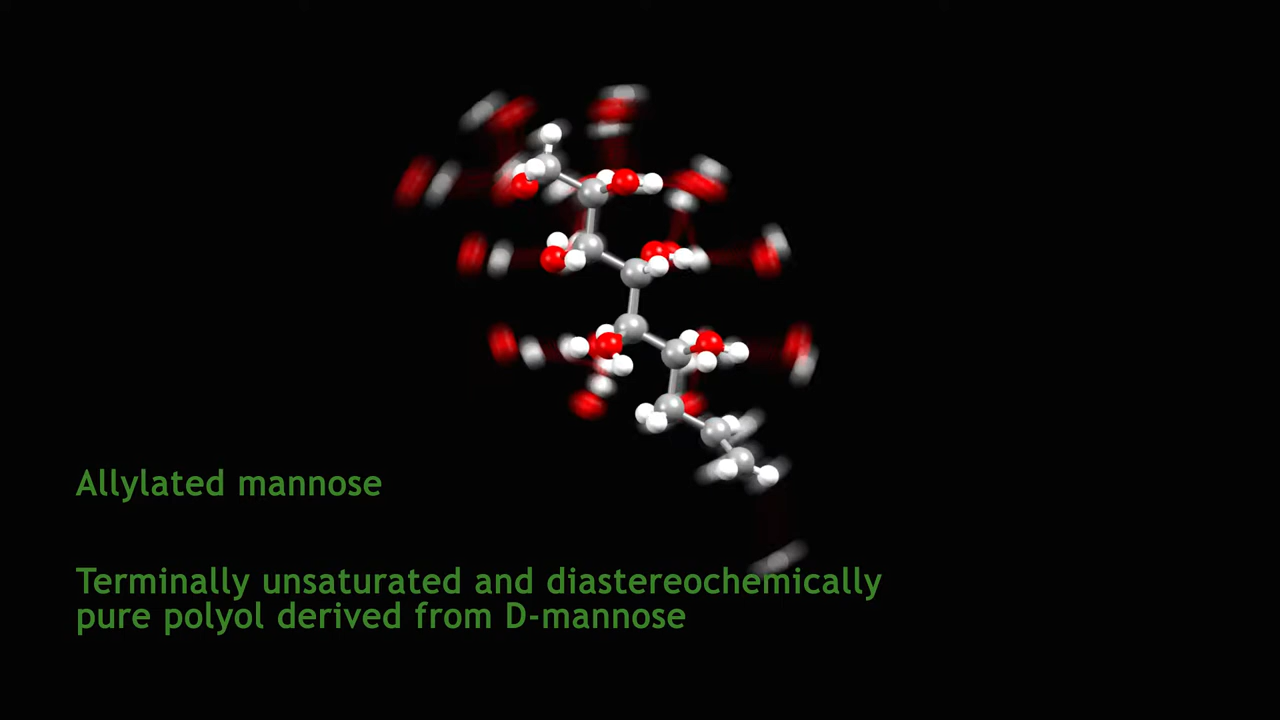 Allylated mannose
Terminally unsaturated and diastereochemically
pure polyol derived from D-mannose